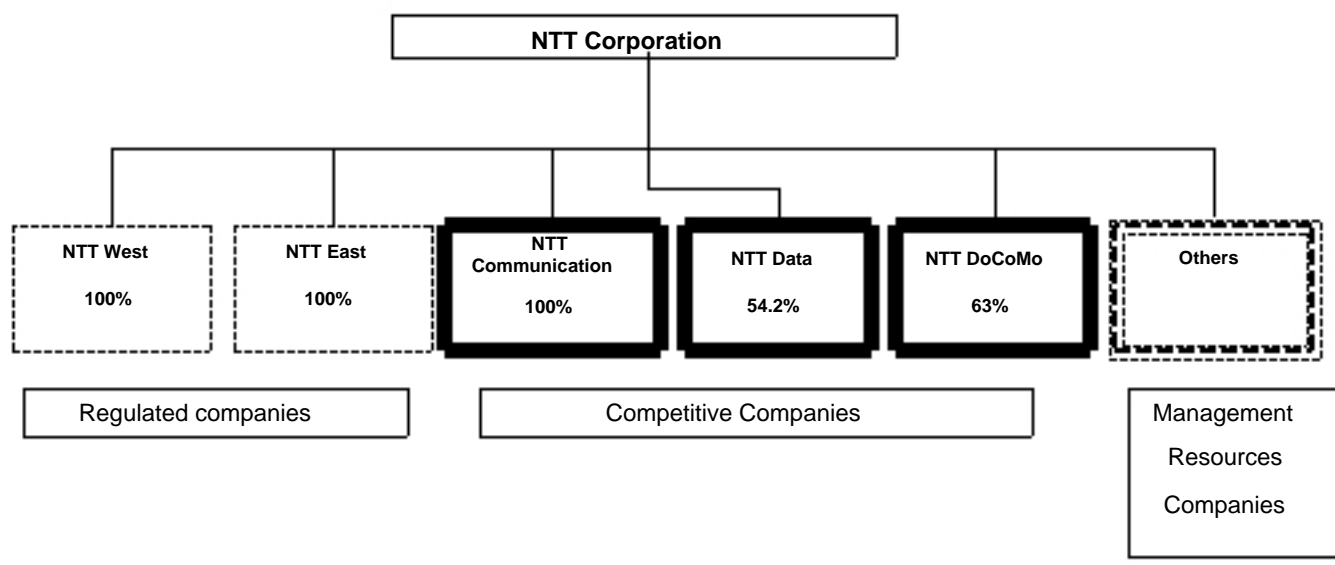 NTT Corporation
NTT West
100%
NTT East
100%
NTT
Communication
100%
NTT Data
54.2%
NTT DoCoMo
63%
Others
Regulated companies
Competitive Companies
Management
Resources
Companies